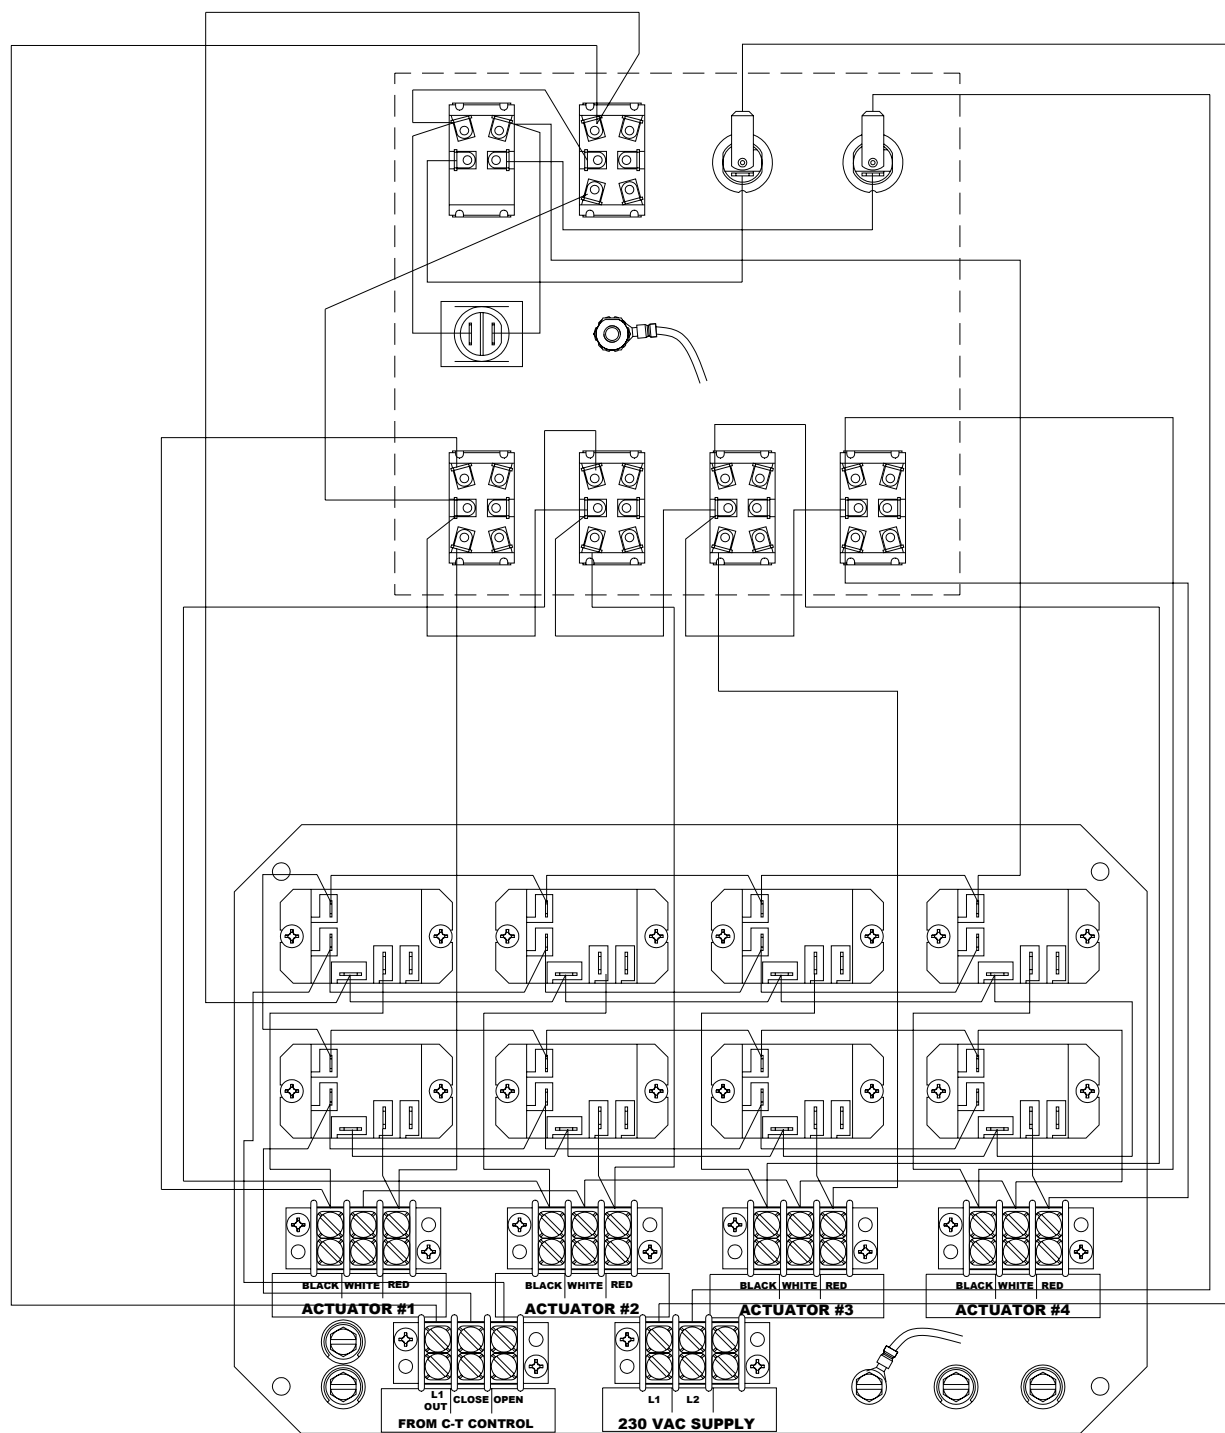 BLACK WHITE RED
ACTUATOR #1
BLACK WHITE RED
ACTUATOR #2
BLACK WHITE RED
ACTUATOR #3
BLACK WHITE RED
ACTUATOR #4
L1
OUT
CLOSE
OPEN
FROM C-T CONTROL
L1
L2
230 VAC SUPPLY